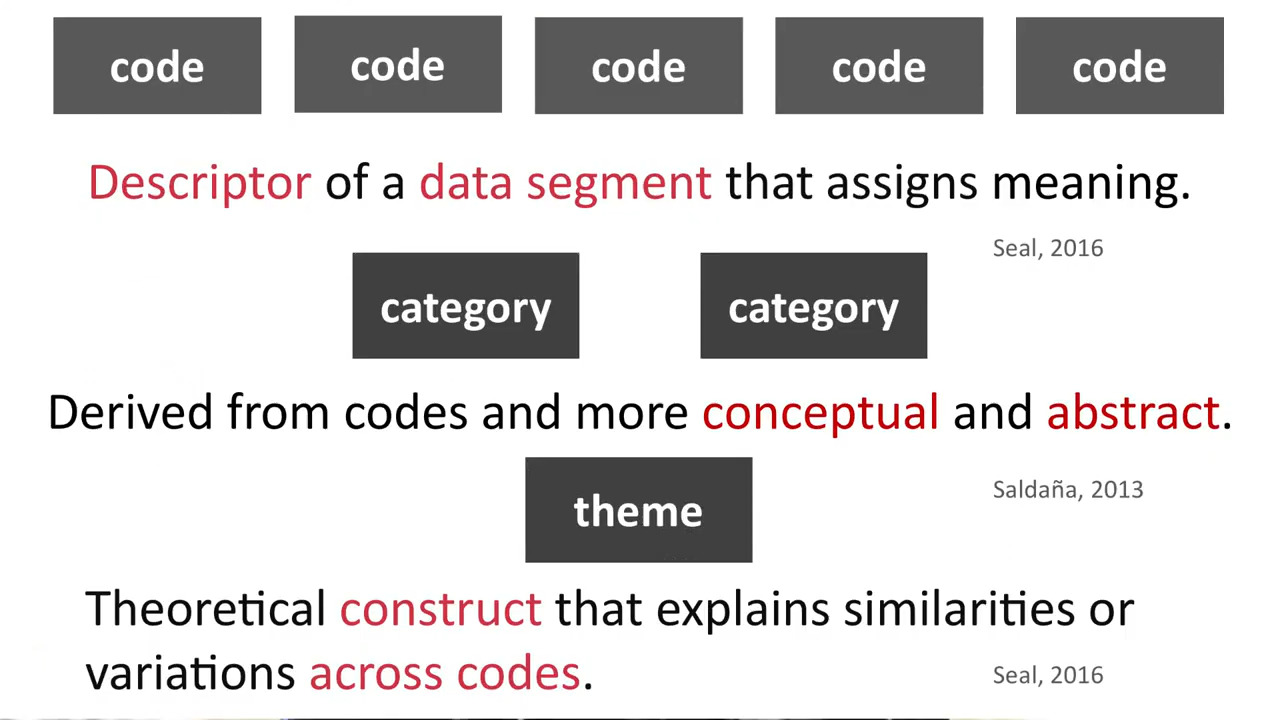 code code code code code
Descriptor of a data segment that assigns meaning.
Seal, 2016
category category
Derived from codes and more conceptual and abstract.
Saldaña, 2013
theme
Theoretical construct that explains similarities or
variations across codes.
Seal, 2016